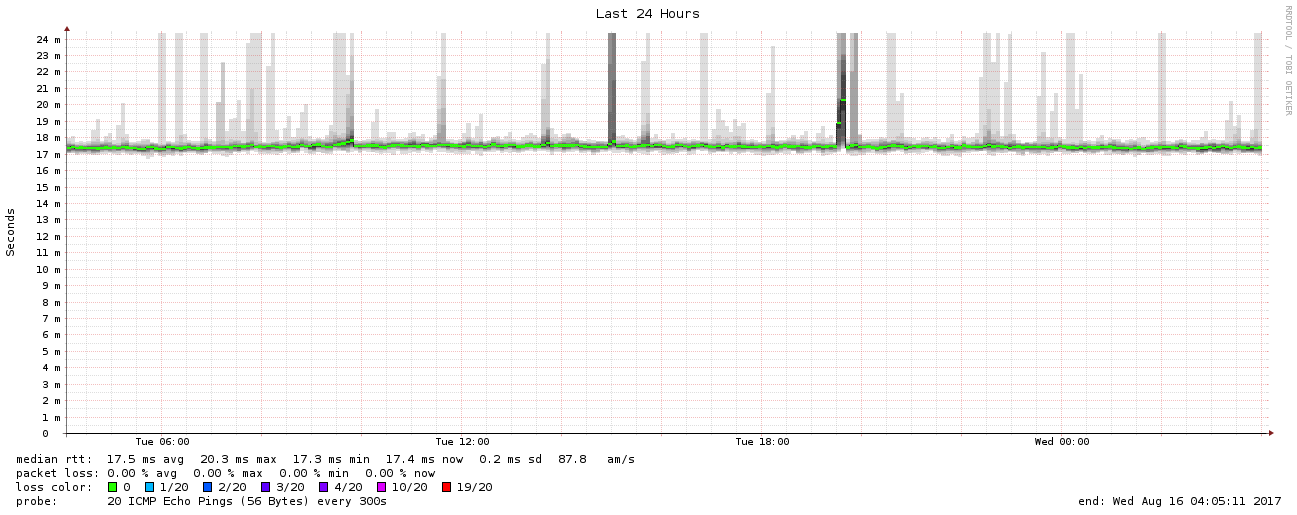 Last 24 Hours
RRDTOOL / TOBI OETIKER
24 m
23 m
22 m
21 m
20 m
19 m
18 m
17 m
16 m
15 m
14 m
13 m
12 m
11 m
10 m
9 m
8 m
7 m
6 m
5 m
4 m
3 m
2 m
1 m
0
Seconds
Tue 06:00 Tue 12:00 Tue 18:00 Wed 00:00
median rtt: 17.5 ms avg 20.3 ms max 17.3 ms min 17.4 ms now 0.2 ms sd 87.8 am/s
packet loss: 0.00 % avg 0.00 % max 0.00 % min 0.00 % now
loss color: 0 1/20 2/20 3/20 4/20 10/20 19/20
probe: 20 ICMP Echo Pings (56 Bytes) every 300s end: Wed Aug 16 04:05:11 2017